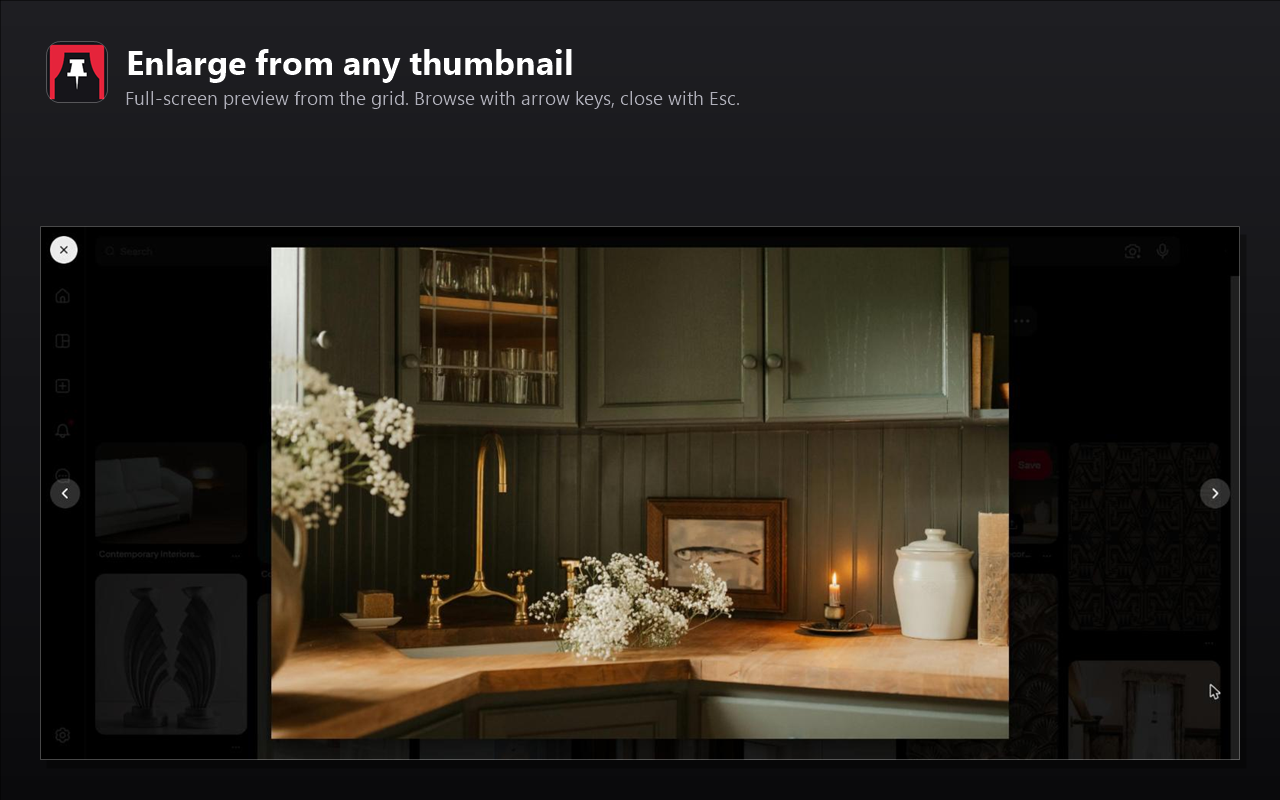 Enlarge from any thumbnail
Full-screen preview from the grid. Browse with arrow keys, close with Esc.
Search
Save
Contemporary Interiors...